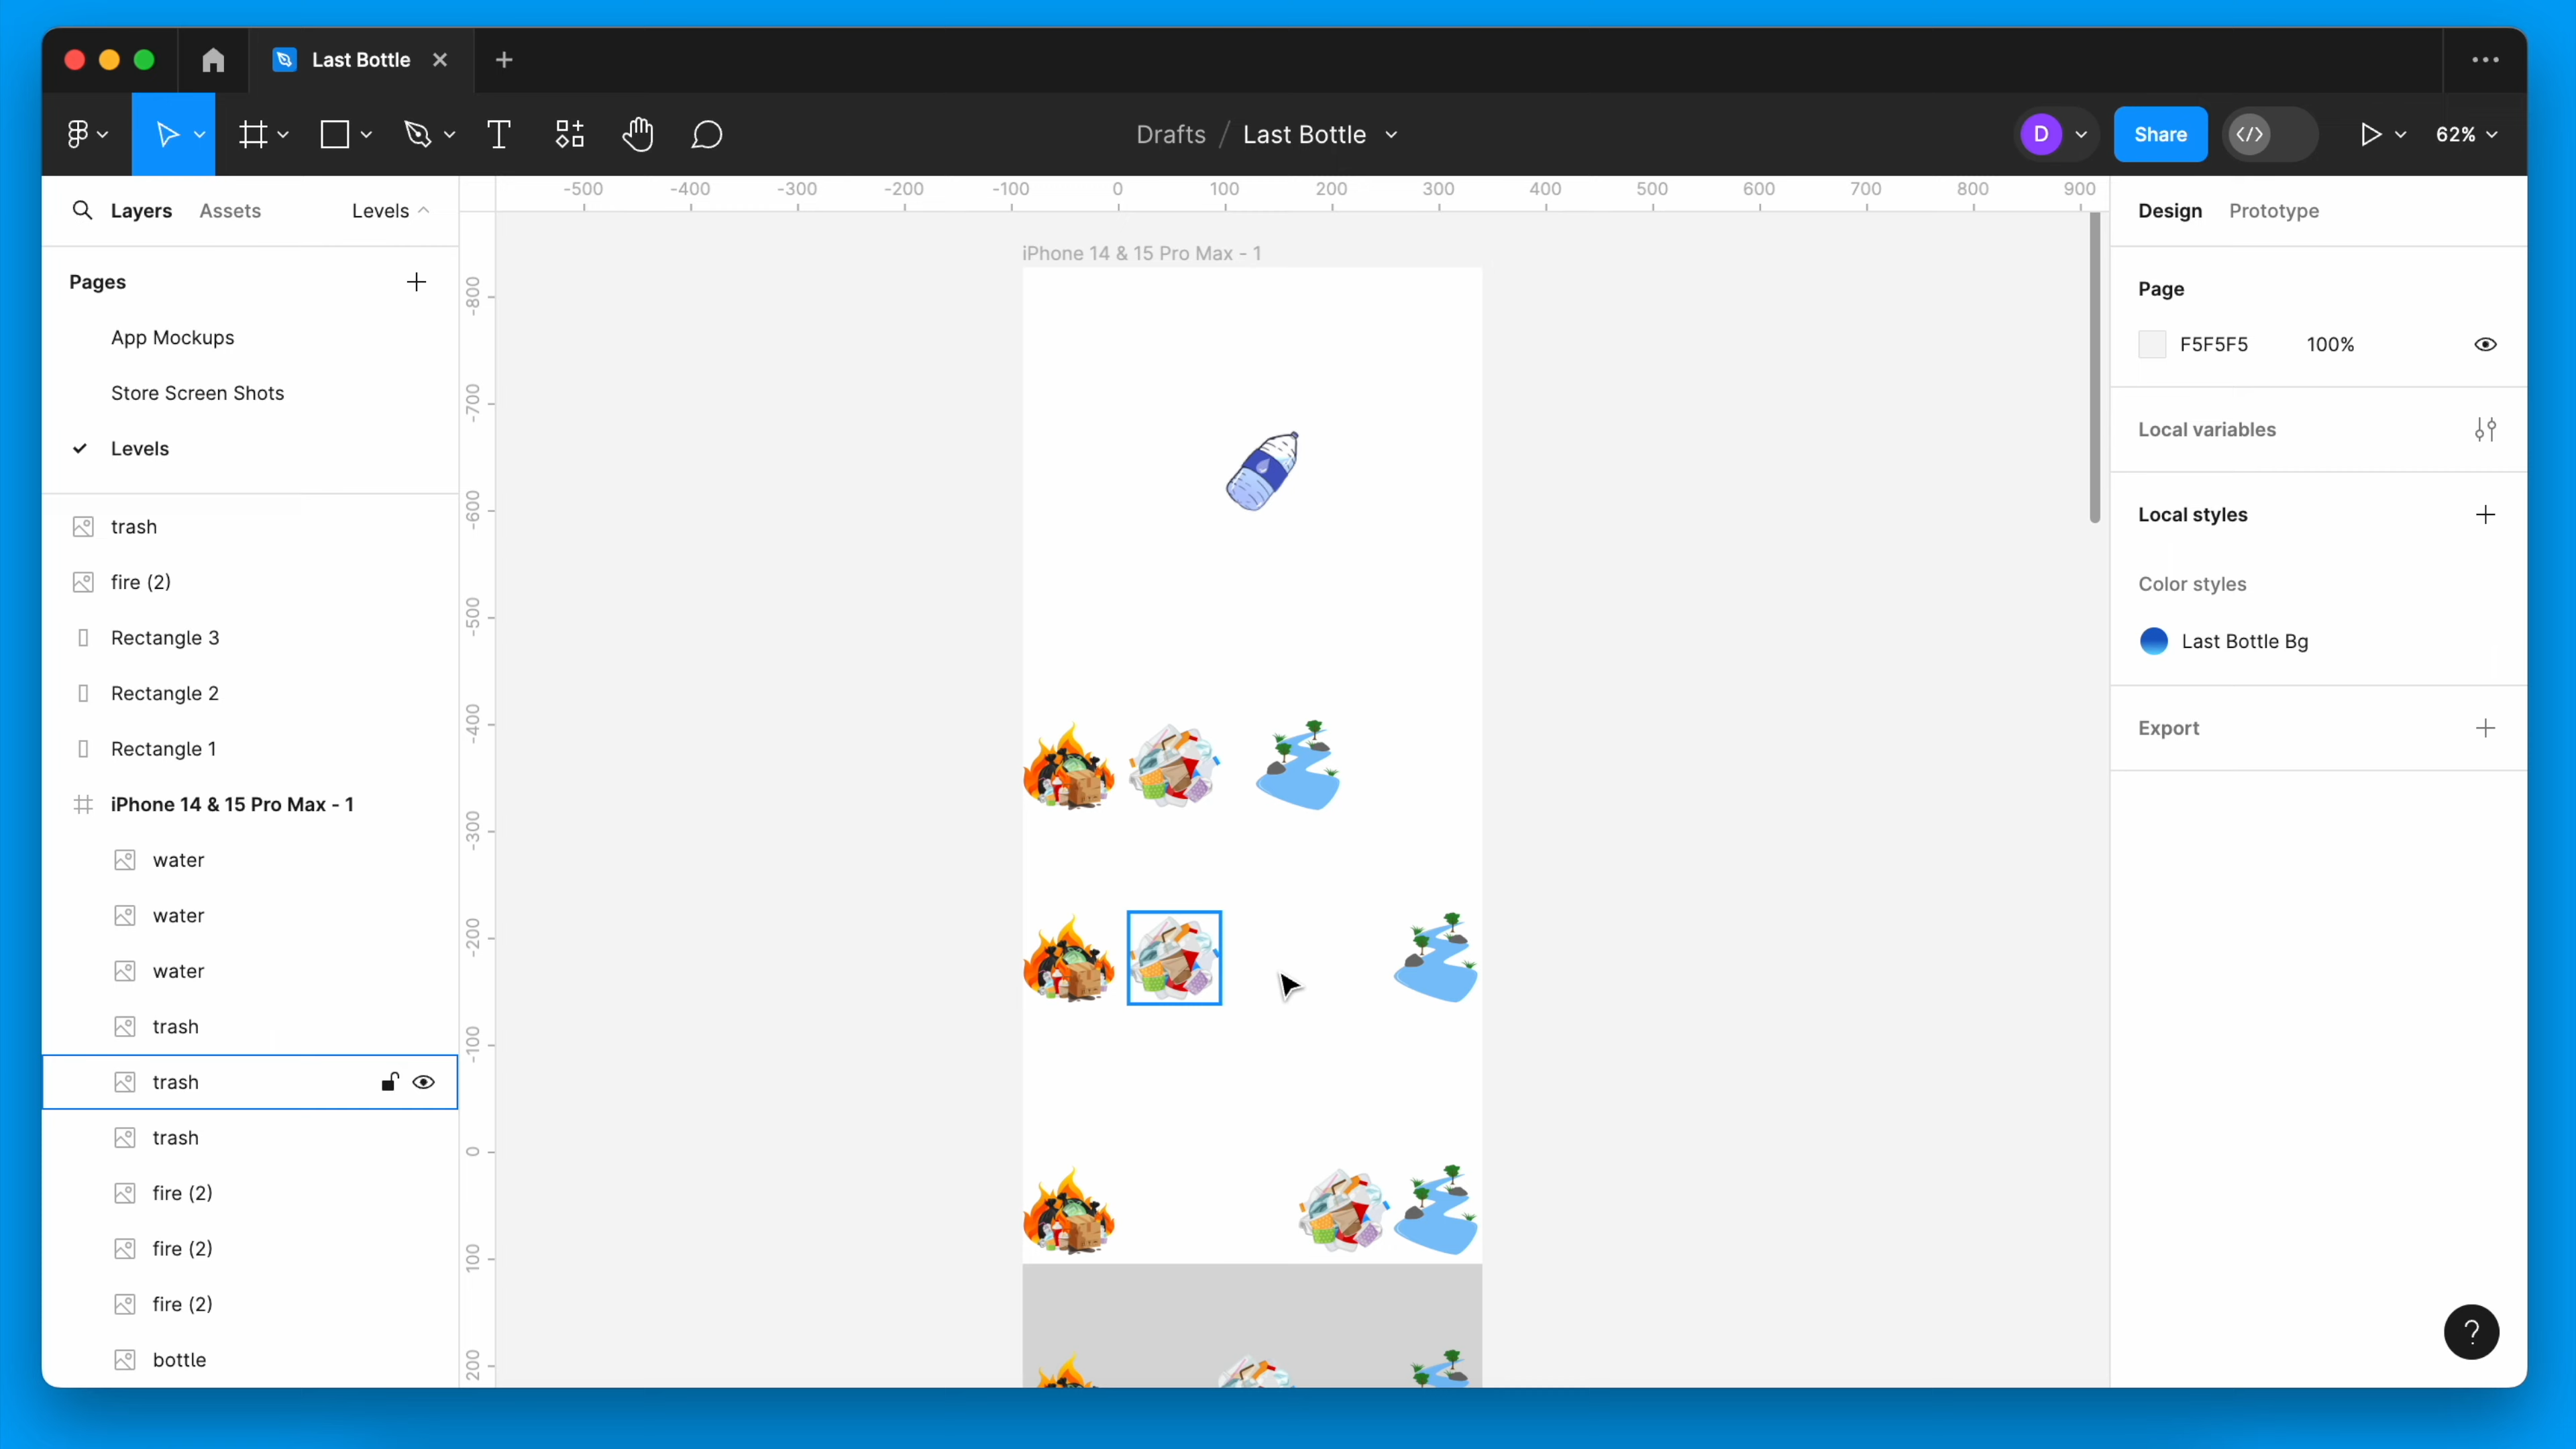 Last Bottle
Drafts / Last Bottle
D
Share
62%
Layers
Assets
Levels
Pages
App Mockups
Store Screen Shots
Levels
trash
fire (2)
Rectangle 3
Rectangle 2
Rectangle 1
iPhone 14 & 15 Pro Max - 1
water
water
water
trash
trash
trash
fire (2)
fire (2)
fire (2)
bottle
-500 -400 -300 -200 -100 0 100 200 300 400 500 600 700 800 900
-800
-700
-600
-500
-400
-300
-200
-100
0
100
200
iPhone 14 & 15 Pro Max - 1
Design
Prototype
Page
F5F5F5 100%
Local variables
Local styles
Color styles
Last Bottle Bg
Export
?